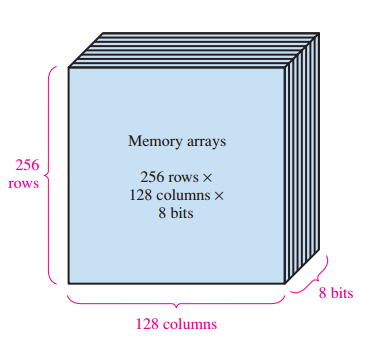 Memory arrays
256 rows ×
128 columns ×
8 bits
256
rows
8 bits
128 columns